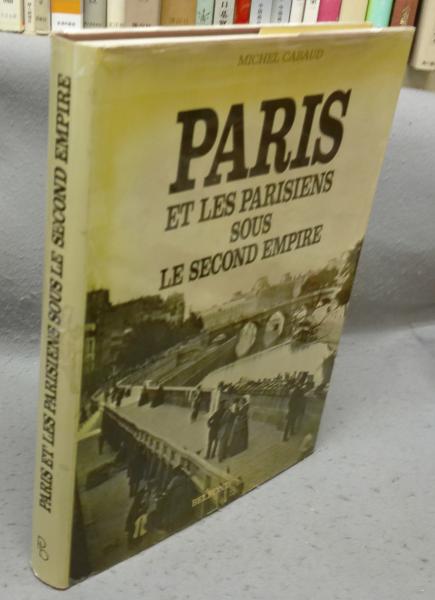 MICHEL CABAUD
PARIS
ET LES PARISIENS
SOUS
LE SECOND EMPIRE
PARIS ET LES PARISIENS SOUS LE SECOND EMPIRE